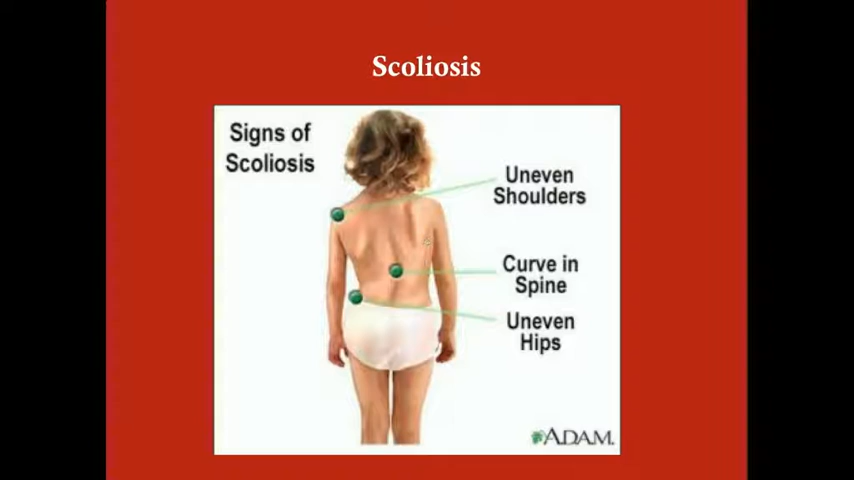 Scoliosis
Signs of
Scoliosis
Uneven
Shoulders
Curve in
Spine
Uneven
Hips
ADAM.